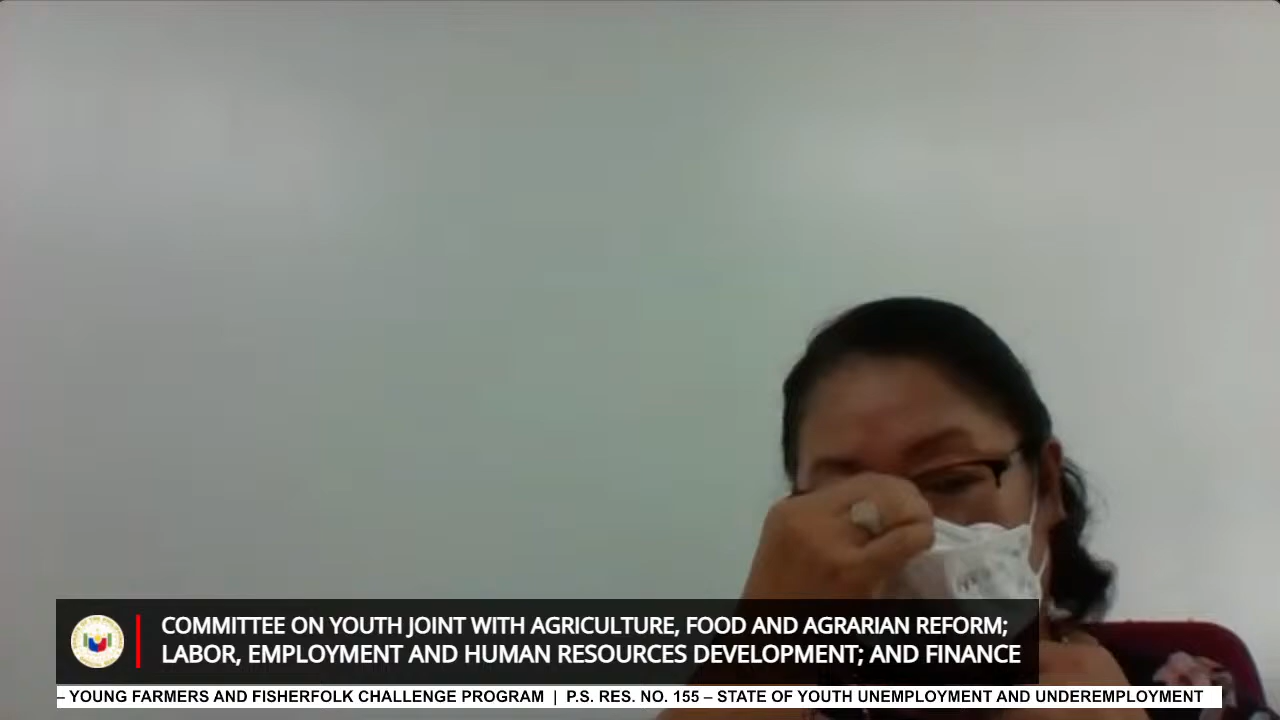 COMMITTEE ON YOUTH JOINT WITH AGRICULTURE, FOOD AND AGRARIAN REFORM;
LABOR, EMPLOYMENT AND HUMAN RESOURCES DEVELOPMENT; AND FINANCE
– YOUNG FARMERS AND FISHERFOLK CHALLENGE PROGRAM | P.S. RES. NO. 155 – STATE OF YOUTH UNEMPLOYMENT AND UNDEREMPLOYMENT